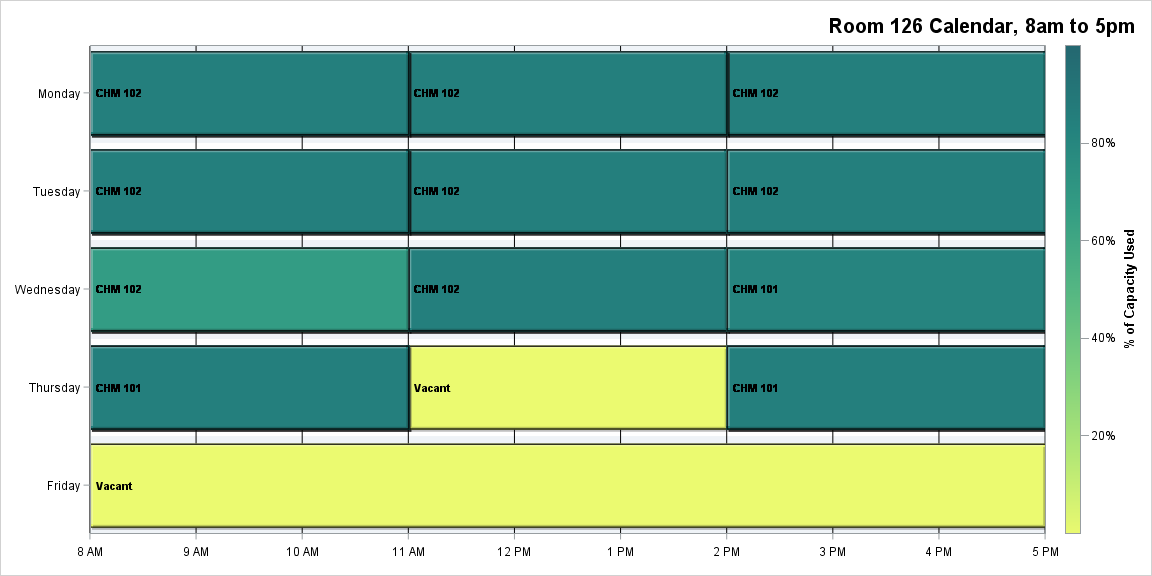 Room 126 Calendar, 8am to 5pm
Monday
CHM 102
CHM 102
CHM 102
Tuesday
CHM 102
CHM 102
CHM 102
Wednesday
CHM 102
CHM 102
CHM 101
Thursday
CHM 101
Vacant
CHM 101
Friday
Vacant
8 AM
9 AM
10 AM
11 AM
12 PM
1 PM
2 PM
3 PM
4 PM
5 PM
80%
60%
40%
20%
% of Capacity Used